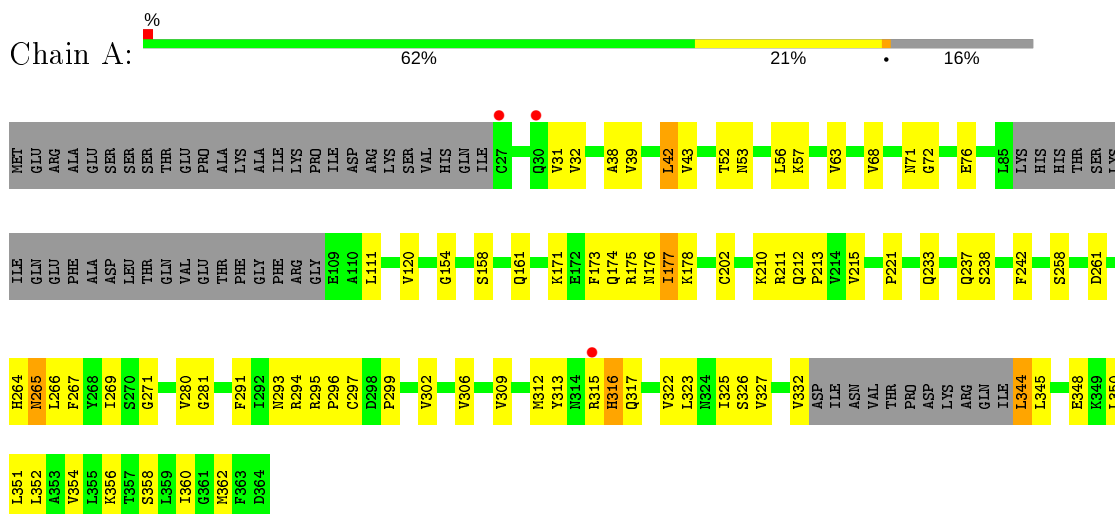 %
Chain A:
62% 21% • 16%
MET GLU ARG ALA GLU SER SER SER THR GLU PRO ALA LYS ALA ILE LYS PRO ILE ASP ARG LYS SER VAL HIS GLN ILE C27 Q30 V31 V32 A38 V39 L42 V43 T52 N53 L56 K57 V63 V68 N71 G72 E76 L85 LYS HIS HIS THR SER LYS
ILE GLN GLU PHE ALA ASP LEU THR GLN VAL GLU THR PHE GLY PHE ARG GLY E109 A110 L111 V120 G154 S158 Q161 K171 E172 F173 Q174 R175 N176 I177 K178 C202 K210 R211 Q212 P213 V214 V215 P221 Q233 Q237 S238 F242 S258 D261
H264 N265 L266 F267 Y268 I269 S270 G271 V280 G281 F291 I292 N293 R294 R295 P296 C297 D298 P299 V302 V306 V309 M312 Y313 N314 R315 H316 Q317 V322 L323 N324 I325 S326 V327 V332 ASP ILE ASN VAL THR PRO ASP LYS ARG GLN ILE L344 L345 E348 K349 L350
L351 L352 A353 V354 L355 K356 T357 S358 L359 I360 G361 M362 F363 D364